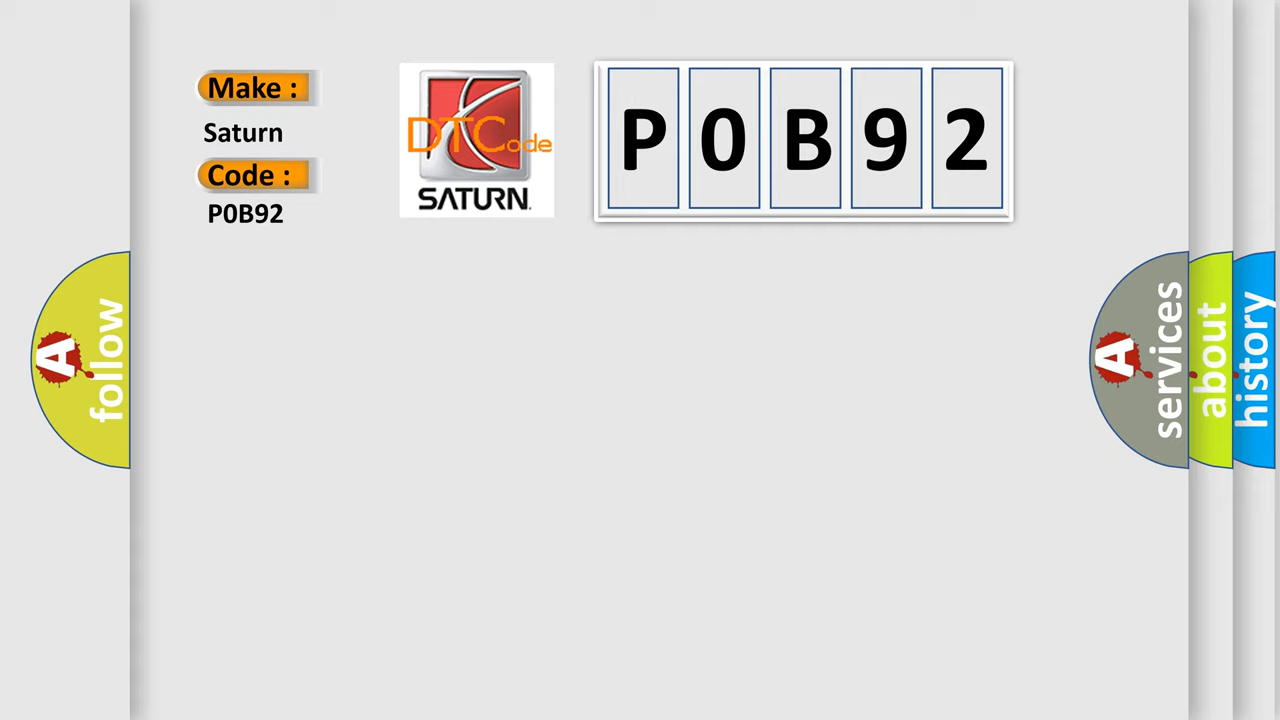 Make :
Saturn
Code :
P0B92
DTCode
SATURN.
P 0 B 9 2
A follow
A services
about
history